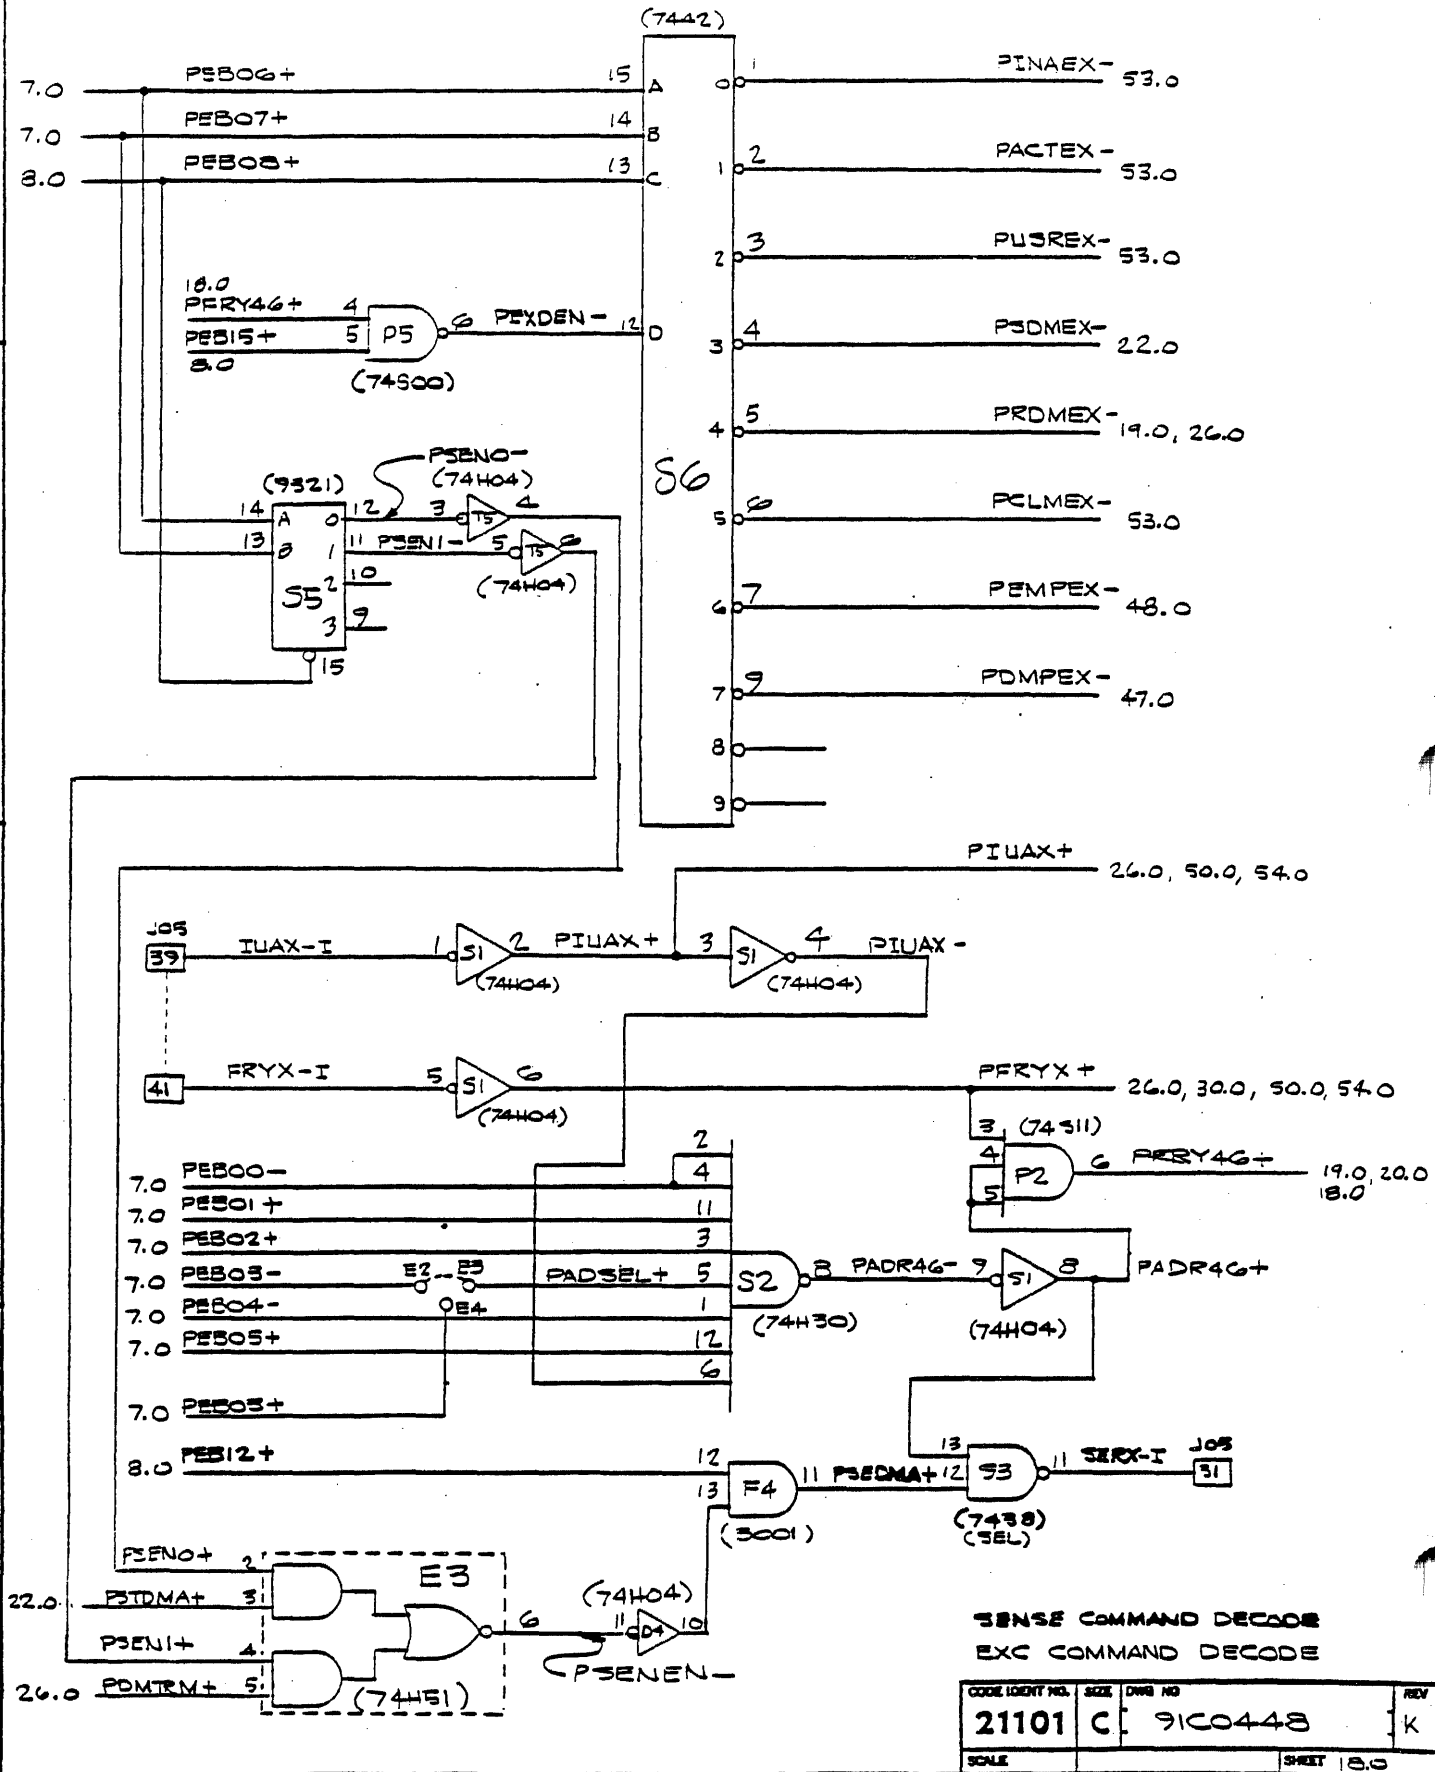 (7442)
7.0 PEB06+ 15 A 0 1 PINAEX- 53.0
7.0 PEB07+ 14 B
8.0 PEB08+ 13 C 1 2 PACTEX- 53.0
2 3 PUSREX- 53.0
18.0
PFRY46+ 4
PEB15+ 5 P5 6 PEXDEN- 12 D
8.0
(74S00)
3 4 PSDMEX- 22.0
4 5 PRDMEX- 19.0, 26.0
S6
PSEN0-
(9321) (74H04)
14 A 0 12 3 T5 4
13 B 1 11 PSEN1- 5 T5 6
(74H04)
S5 2 10
3 9
15
5 6 PCLMEX- 53.0
6 7 PEMPEX- 48.0
7 9 PDMPEX- 47.0
8
9
PIUAX+ 26.0, 50.0, 54.0
J05
39 IUAX-I 1 S1 2 PIUAX+ 3 S1 4 PIUAX-
(74H04) (74H04)
41 FRYX-I 5 S1 6 PFRYX+ 26.0, 30.0, 50.0, 54.0
(74H04)
3 (74S11)
4
5 P2 6 PFRY46+ 19.0, 20.0
18.0
2
7.0 PEB00- 4
7.0 PEB01+ 11
7.0 PEB02+ 3
7.0 PEB03- E2 E3 PADSEL+ 5 S2 8 PADR46- 9 S1 8 PADR46+
7.0 PEB04- E4 1
(74H30) (74H04)
7.0 PEB05+ 12
6
7.0 PEB03+
8.0 PEB12+ 12
13 F4 11 PSEDMA+ 12 13 S3 11 SERX-I J05
31
(3001) (7438)
(SEL)
PSEN0+ 2 E3
22.0 PSTDMA+ 3
(74H04)
6 11 D4 10
PSEN1+ 4
PSENEN-
26.0 PDMTRM+ 5 (74H51)
SENSE COMMAND DECODE
EXC COMMAND DECODE
CODE IDENT NO. SIZE DWG NO REV
21101 C 91C0448 K
SCALE SHEET 18.0